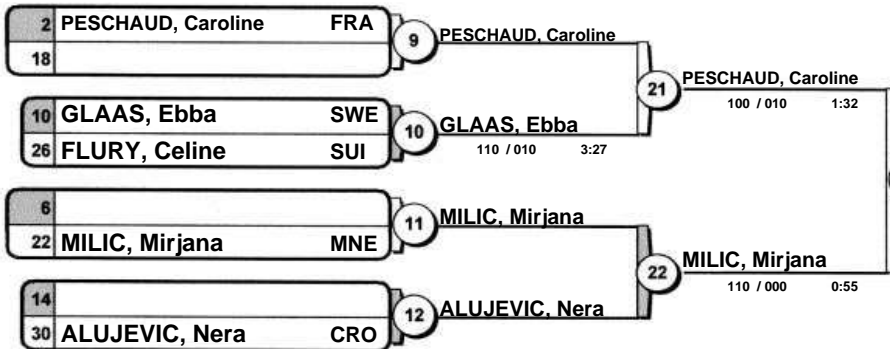 2 PESCHAUD, Caroline FRA
18
9 PESCHAUD, Caroline
10 GLAAS, Ebba SWE
26 FLURY, Celine SUI
10 GLAAS, Ebba
110 / 010 3:27
21 PESCHAUD, Caroline
100 / 010 1:32
6
22 MILIC, Mirjana MNE
11 MILIC, Mirjana
14
30 ALUJEVIC, Nera CRO
12 ALUJEVIC, Nera
22 MILIC, Mirjana
110 / 000 0:55